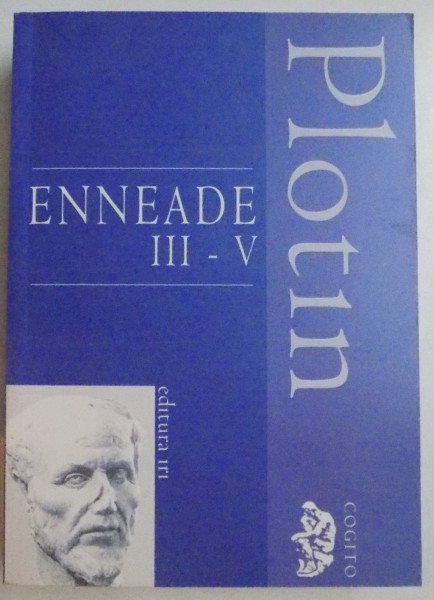 Plotin
ENNEADE
III - V
editura iri
COGITO